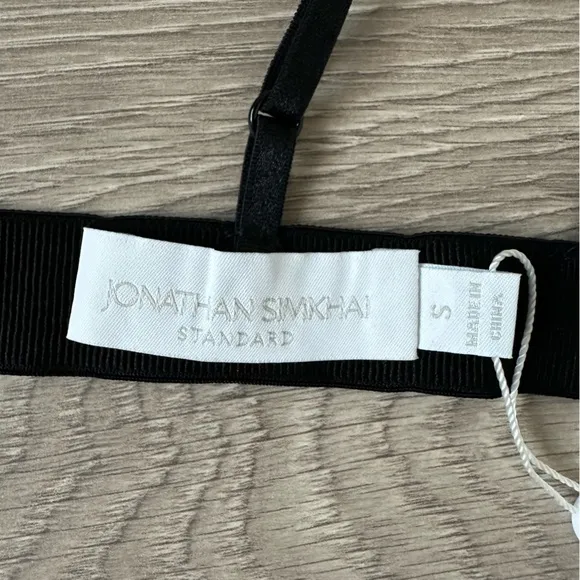 JONATHAN SIMKHAI
STANDARD
S
MADE IN
CHINA